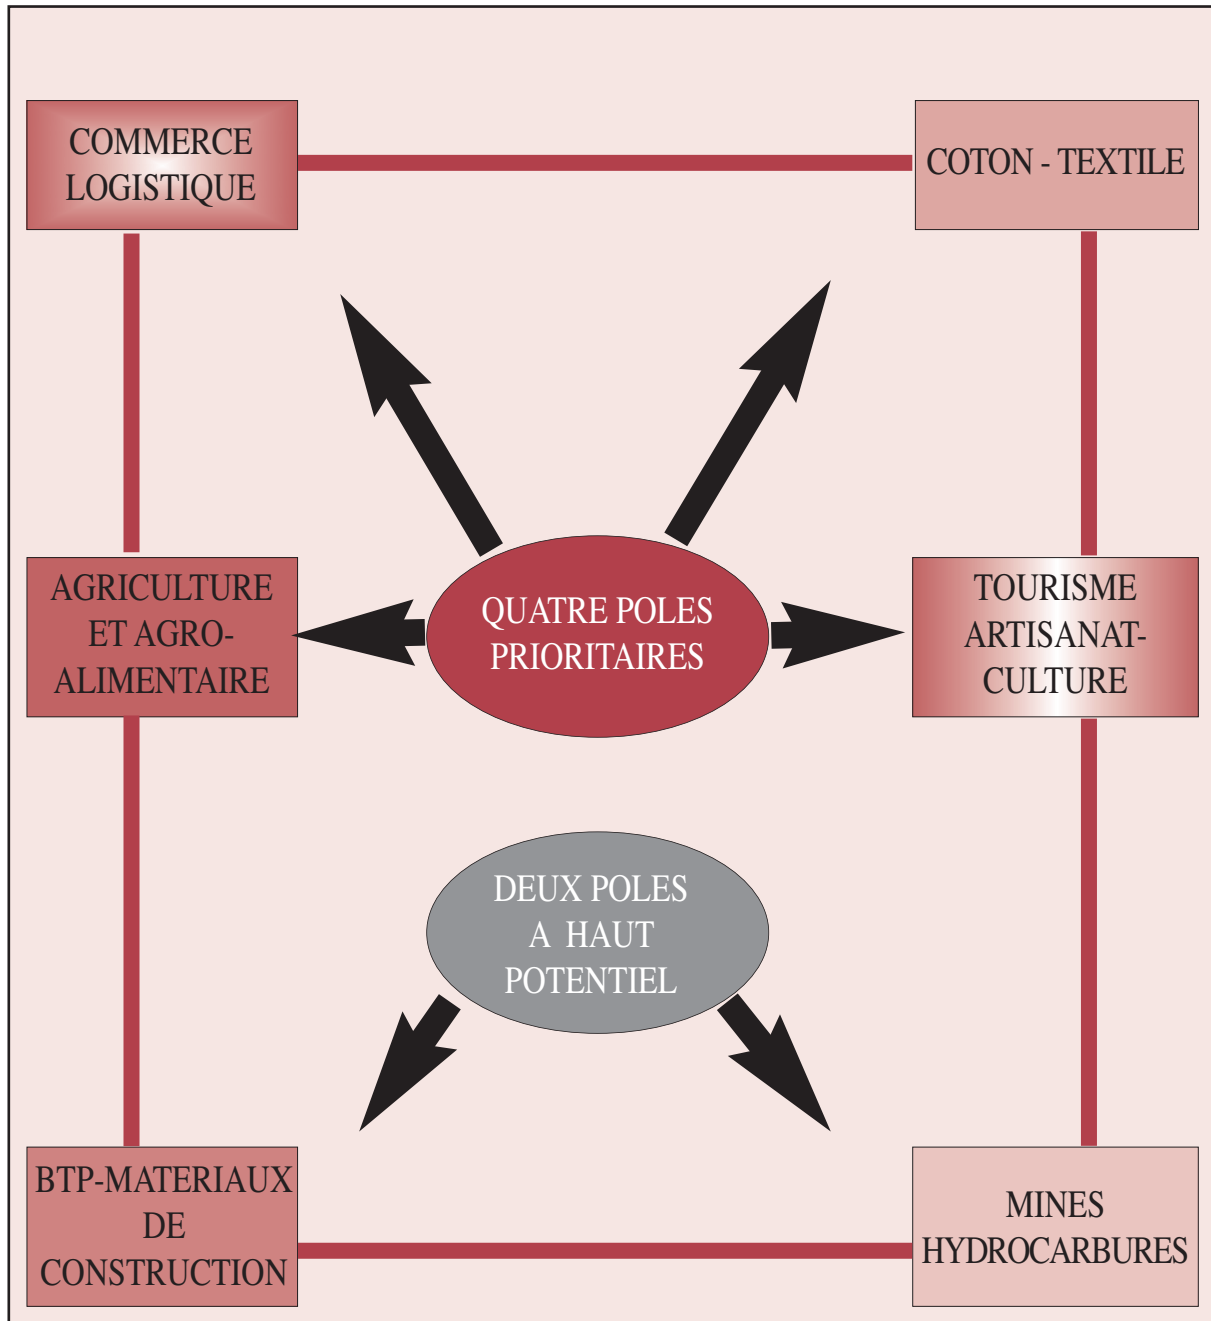 COMMERCE
LOGISTIQUE
COTON - TEXTILE
AGRICULTURE
ET AGRO-
ALIMENTAIRE
QUATRE POLES
PRIORITAIRES
TOURISME
ARTISANAT-
CULTURE
DEUX POLES
A HAUT
POTENTIEL
BTP-MATERIAUX
DE
CONSTRUCTION
MINES
HYDROCARBURES